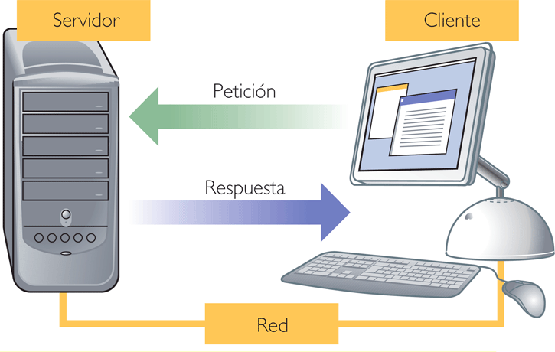 Servidor
Cliente
Petición
Respuesta
Red